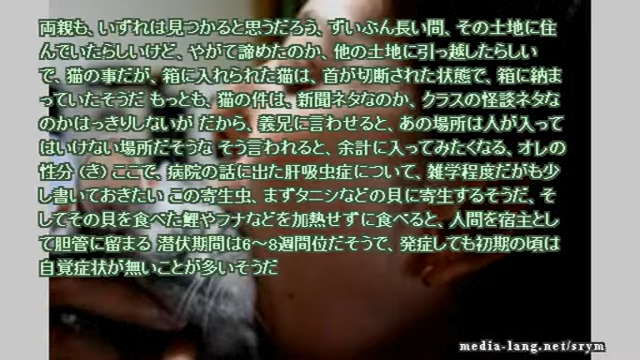 両親も、いずれは見つかると思うだろう、ずいぶん長い間、その土地に住
んでいたらしいけど、やがて諦めたのか、他の土地に引っ越したらしい
で、猫の事だが、箱に入れられた猫は、首が切断された状態で、箱に納ま
っていたそうだ もっとも、猫の件は、新聞ネタなのか、クラスの怪談ネタな
のかはっきりしないが だから、義兄に言わせると、あの場所は人が入って
はいけない場所だそうな そう言われると、余計に入ってみたくなる、オレの
性分 （き） ここで、病院の話に出た肝吸虫症について、雑学程度だがも少
し書いておきたい この寄生虫、まずタニシなどの貝に寄生するそうだ、そ
してその貝を食べた鯉やフナなどを加熱せずに食べると、人間を宿主とし
て胆管に留まる 潜伏期間は6～8週間位だそうで、発症しても初期の頃は
自覚症状が無いことが多いそうだ
media-lang.net/srym